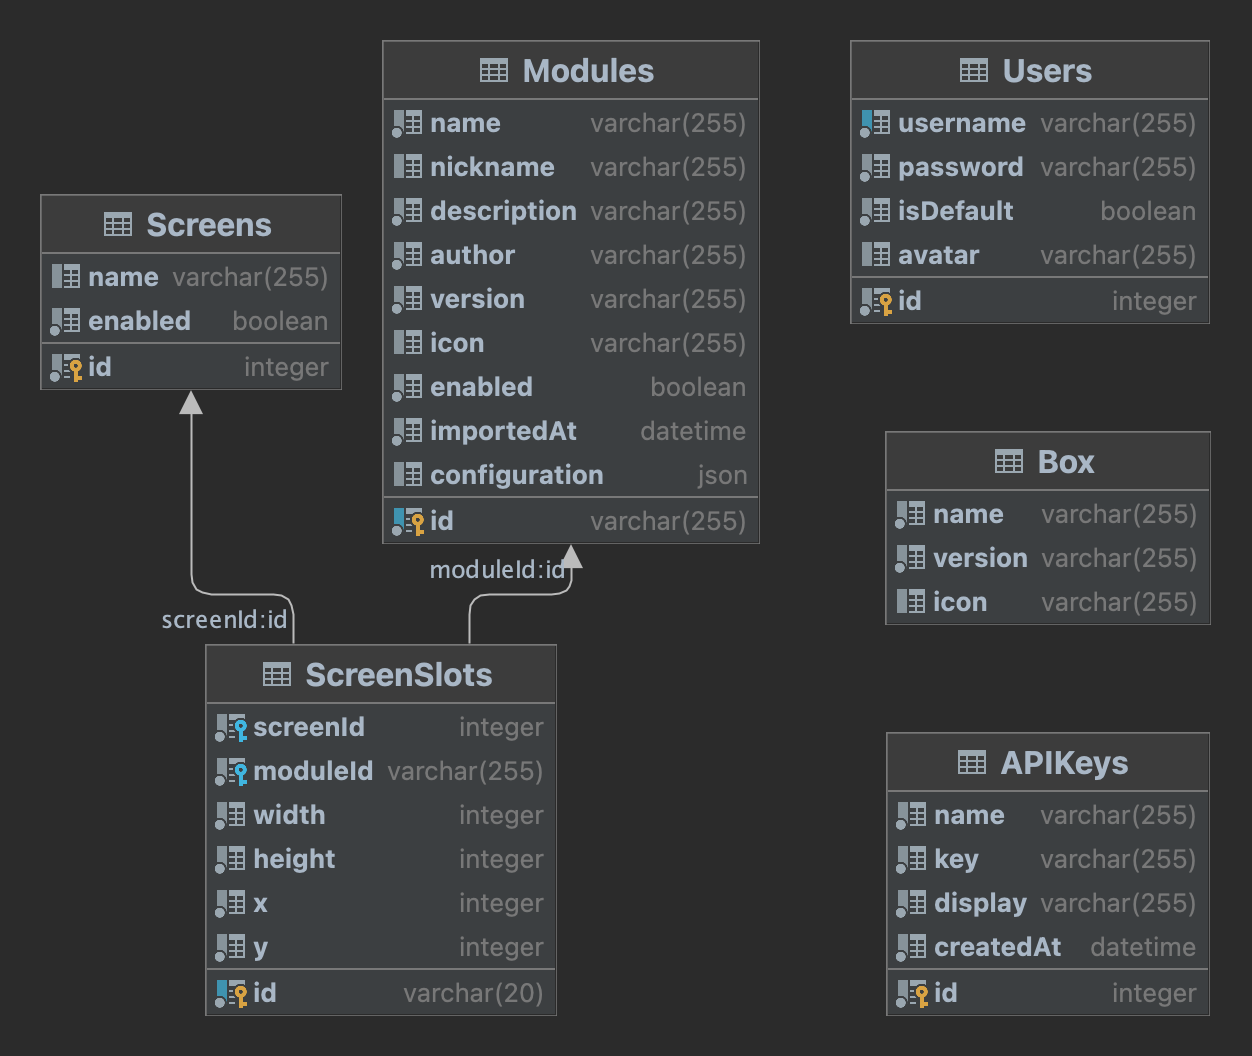 Screens
name varchar(255)
enabled boolean
id integer
Modules
name varchar(255)
nickname varchar(255)
description varchar(255)
author varchar(255)
version varchar(255)
icon varchar(255)
enabled boolean
importedAt datetime
configuration json
id varchar(255)
Users
username varchar(255)
password varchar(255)
isDefault boolean
avatar varchar(255)
id integer
moduleId:id
screenId:id
ScreenSlots
screenId integer
moduleId varchar(255)
width integer
height integer
x integer
y integer
id varchar(20)
Box
name varchar(255)
version varchar(255)
icon varchar(255)
APIKeys
name varchar(255)
key varchar(255)
display varchar(255)
createdAt datetime
id integer